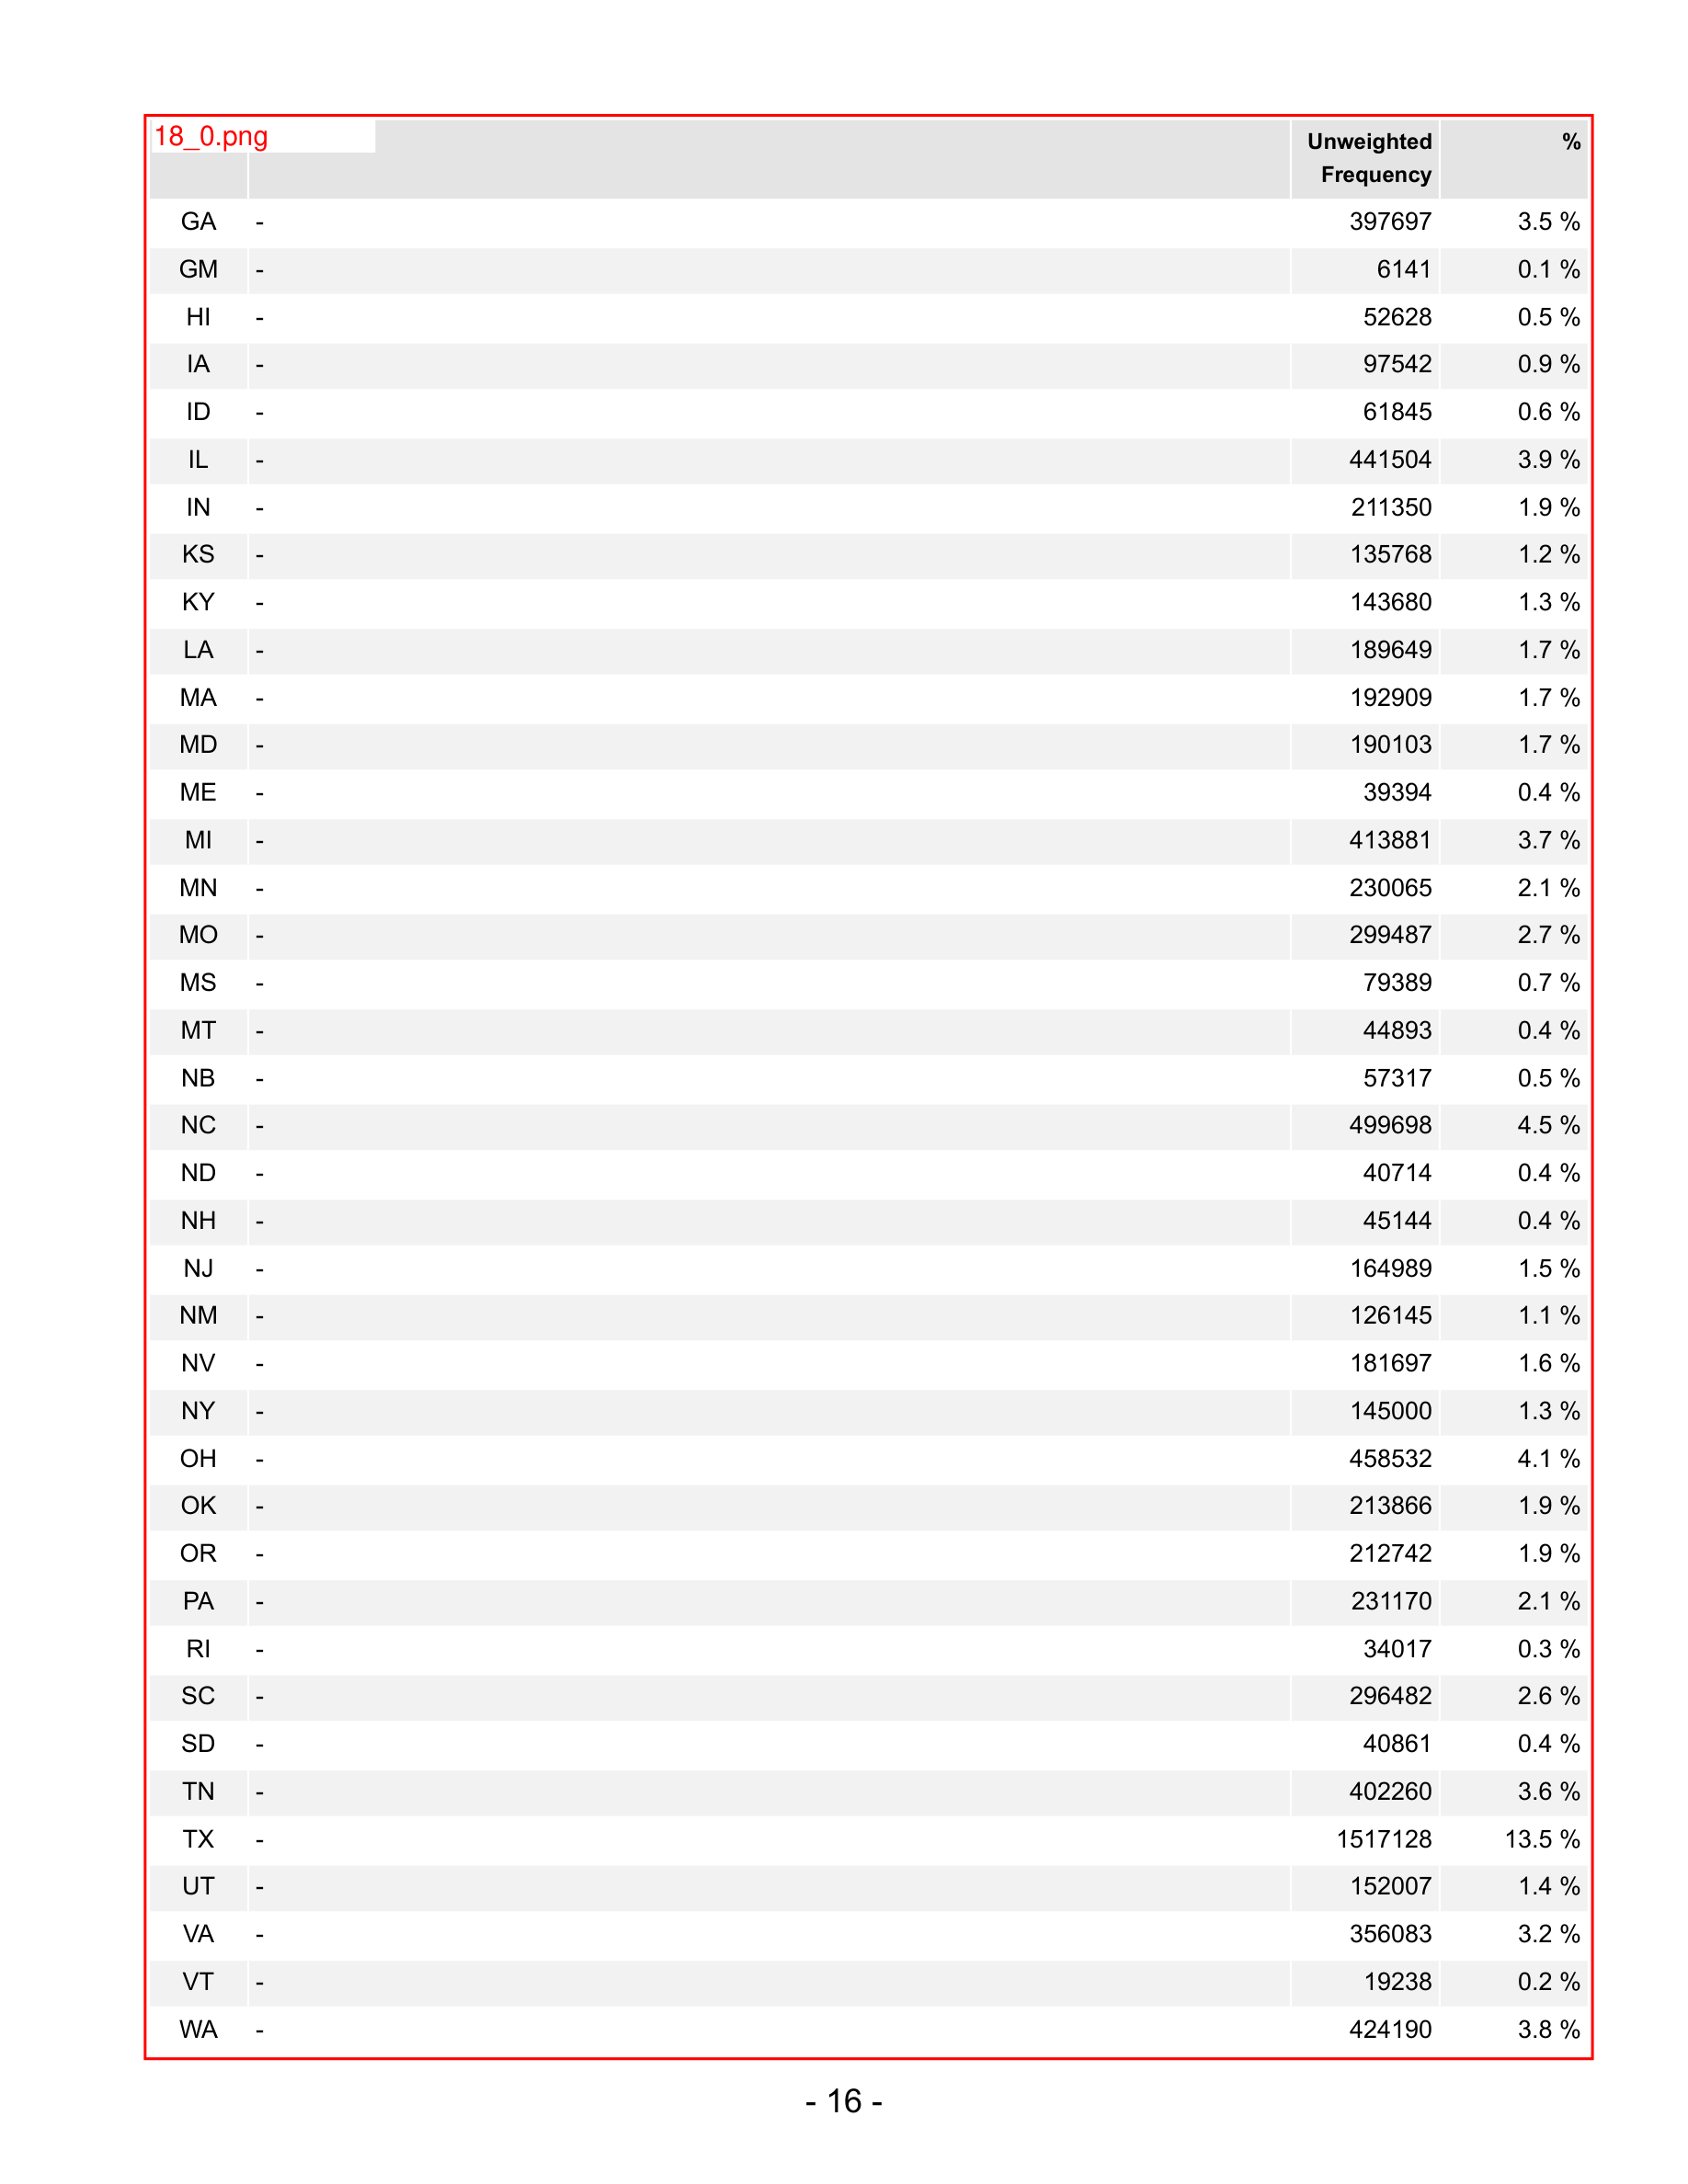 18_0.png
Unweighted Frequency %
GA - 397697 3.5 %
GM - 6141 0.1 %
HI - 52628 0.5 %
IA - 97542 0.9 %
ID - 61845 0.6 %
IL - 441504 3.9 %
IN - 211350 1.9 %
KS - 135768 1.2 %
KY - 143680 1.3 %
LA - 189649 1.7 %
MA - 192909 1.7 %
MD - 190103 1.7 %
ME - 39394 0.4 %
MI - 413881 3.7 %
MN - 230065 2.1 %
MO - 299487 2.7 %
MS - 79389 0.7 %
MT - 44893 0.4 %
NB - 57317 0.5 %
NC - 499698 4.5 %
ND - 40714 0.4 %
NH - 45144 0.4 %
NJ - 164989 1.5 %
NM - 126145 1.1 %
NV - 181697 1.6 %
NY - 145000 1.3 %
OH - 458532 4.1 %
OK - 213866 1.9 %
OR - 212742 1.9 %
PA - 231170 2.1 %
RI - 34017 0.3 %
SC - 296482 2.6 %
SD - 40861 0.4 %
TN - 402260 3.6 %
TX - 1517128 13.5 %
UT - 152007 1.4 %
VA - 356083 3.2 %
VT - 19238 0.2 %
WA - 424190 3.8 %
- 16 -